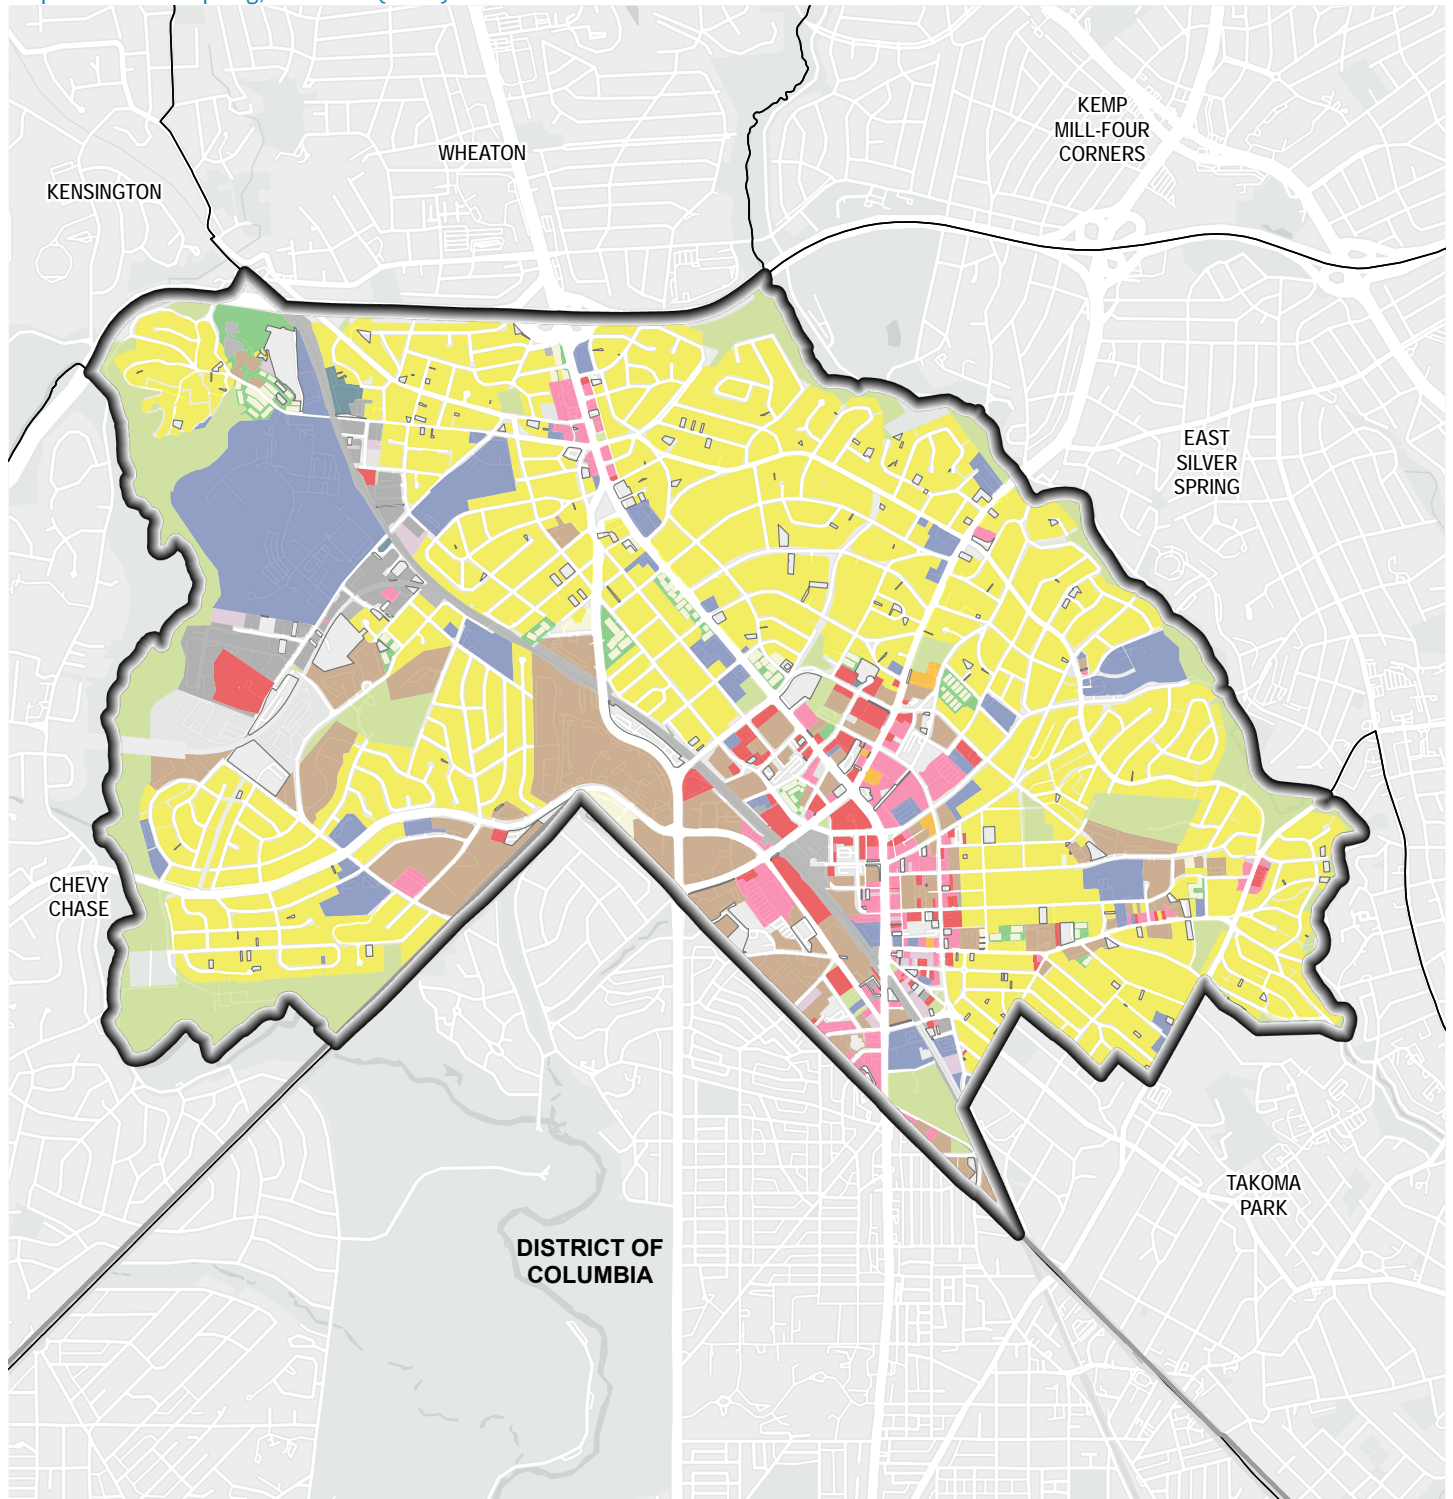 KEMP
MILL-FOUR
CORNERS
WHEATON
KENSINGTON
EAST
SILVER
SPRING
CHEVY
CHASE
TAKOMA
PARK
DISTRICT OF
COLUMBIA